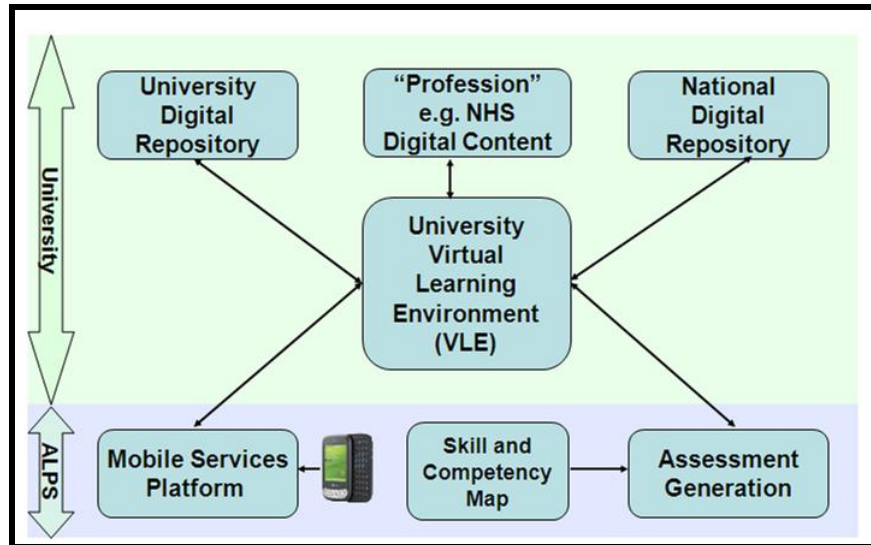 University
Digital
Repository
“Profession”
e.g. NHS
Digital Content
National
Digital
Repository
University
University
Virtual
Learning
Environment
(VLE)
ALPS
Mobile Services
Platform
Skill and
Competency
Map
Assessment
Generation